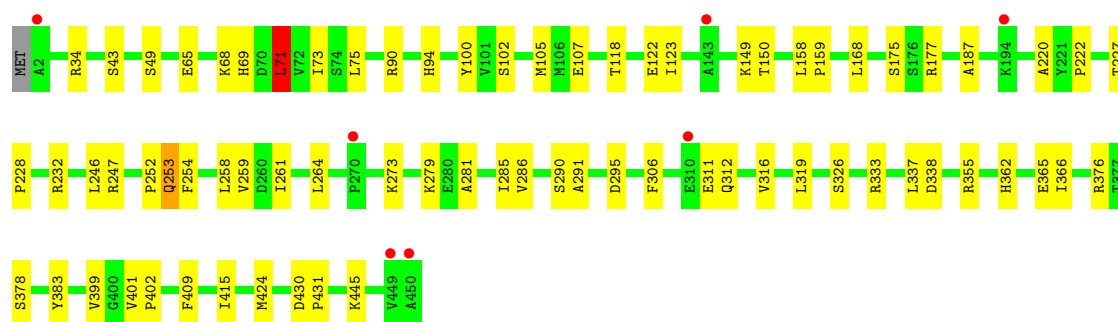 MET A2 R34 S43 S49 E65 K68 H69 D70 L71 V72 I73 S74 L75 R90 H94 Y100 V101 S102 M105 M106 E107 T118 E122 I123 A143 K149 T150 L158 P159 L168 S175 S176 R177 A187 K194 A220 Y221 P222 T227
P228 R232 L246 R247 P252 Q253 F254 L258 V259 D260 I261 L264 P270 K273 K279 E280 A281 I285 V286 S290 A291 D295 F306 E310 E311 Q312 V316 L319 S326 R333 L337 D338 R355 H362 E365 I366 R376 T377
S378 Y383 V399 G400 V401 P402 F409 I415 M424 D430 P431 K445 V449 A450